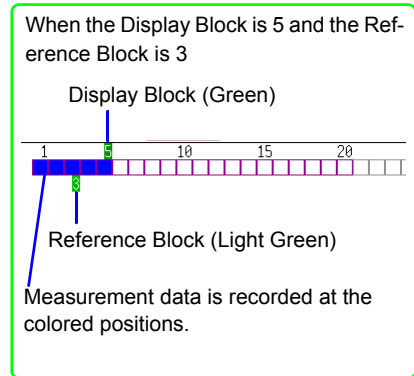 When the Display Block is 5 and the Ref-
erence Block is 3
Display Block (Green)
1 5 10 15 20
3
Reference Block (Light Green)
Measurement data is recorded at the
colored positions.